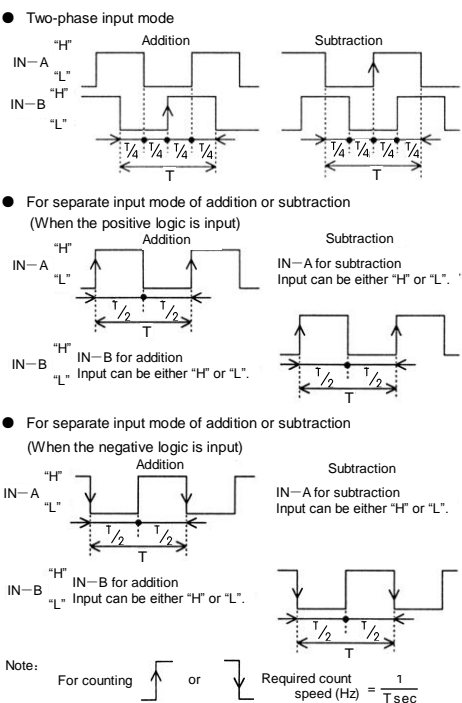 ● Two-phase input mode
Addition
Subtraction
IN－A "H"
"L"
IN－B "H"
"L"
T/4 T/4 T/4 T/4
T
T/4 T/4 T/4 T/4
T
● For separate input mode of addition or subtraction
(When the positive logic is input)
Addition
Subtraction
IN－A "H"
"L"
IN－A for subtraction
Input can be either "H" or "L".
T/2 T/2
T
IN－B "H"
"L"
IN－B for addition
Input can be either "H" or "L".
T/2 T/2
T
● For separate input mode of addition or subtraction
(When the negative logic is input)
Addition
Subtraction
IN－A "H"
"L"
IN－A for subtraction
Input can be either "H" or "L".
T/2 T/2
T
IN－B "H"
"L"
IN－B for addition
Input can be either "H" or "L".
T/2 T/2
T
Note:
For counting or Required count speed (Hz) = 1 / T sec